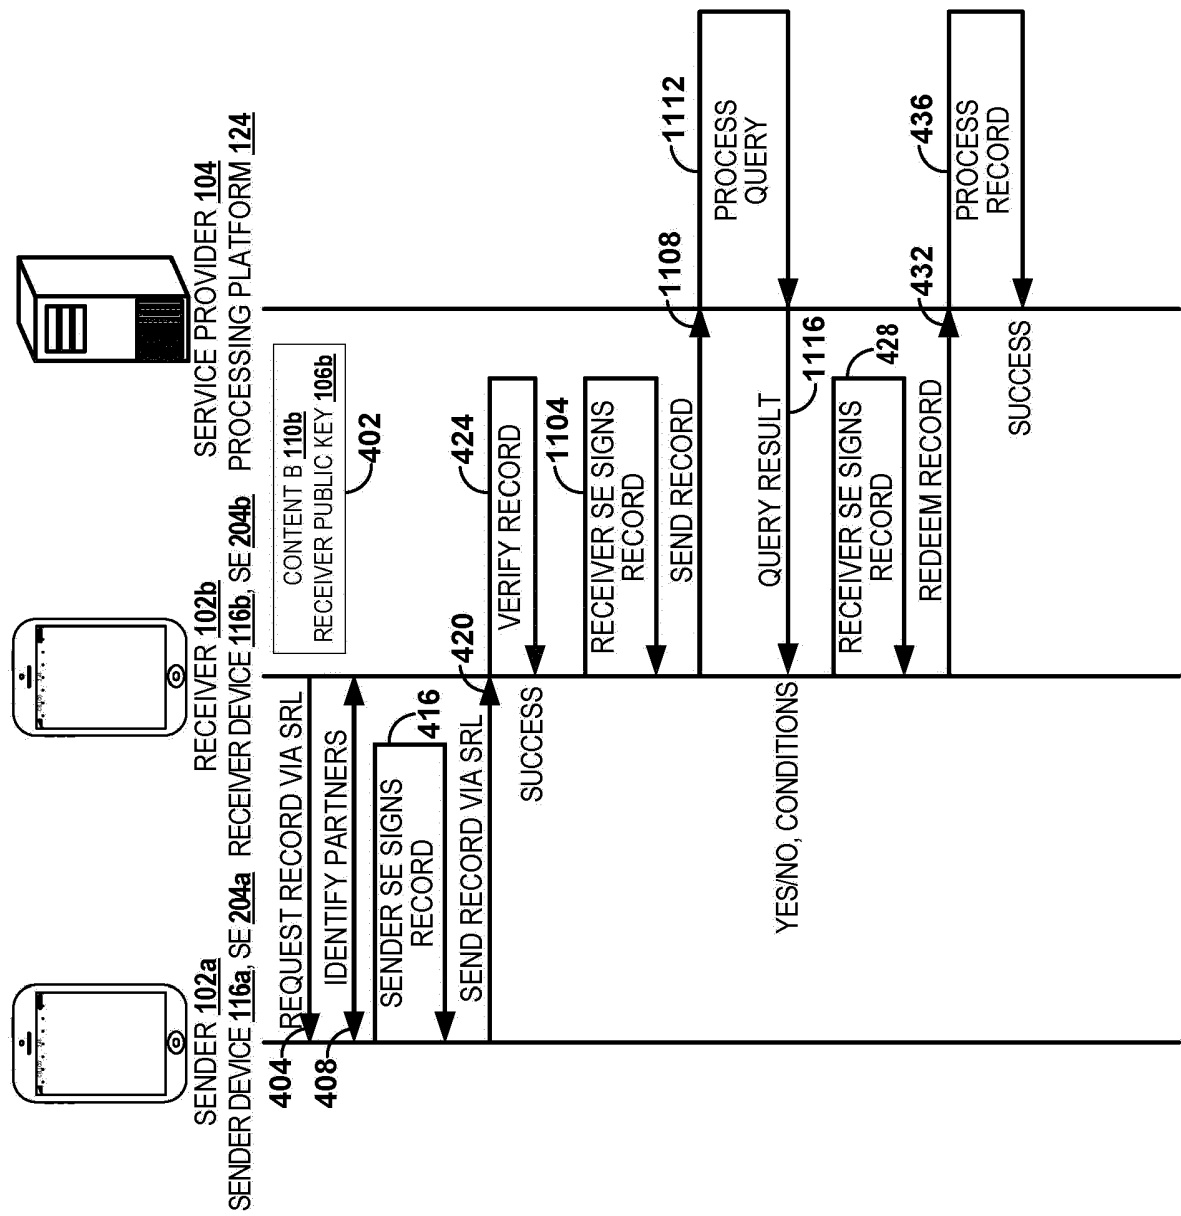 SENDER 102a
SENDER DEVICE 116a, SE 204a
RECEIVER 102b
RECEIVER DEVICE 116b, SE 204b
SERVICE PROVIDER 104
PROCESSING PLATFORM 124
CONTENT B 110b
RECEIVER PUBLIC KEY 106b
402
REQUEST RECORD VIA SRL
404
IDENTIFY PARTNERS
408
SENDER SE SIGNS
RECORD
416
SEND RECORD VIA SRL
420
VERIFY RECORD
424
SUCCESS
RECEIVER SE SIGNS
RECORD
1104
SEND RECORD
1108
PROCESS
QUERY
1112
QUERY RESULT
1116
YES/NO, CONDITIONS
RECEIVER SE SIGNS
RECORD
428
REDEEM RECORD
432
PROCESS
RECORD
436
SUCCESS